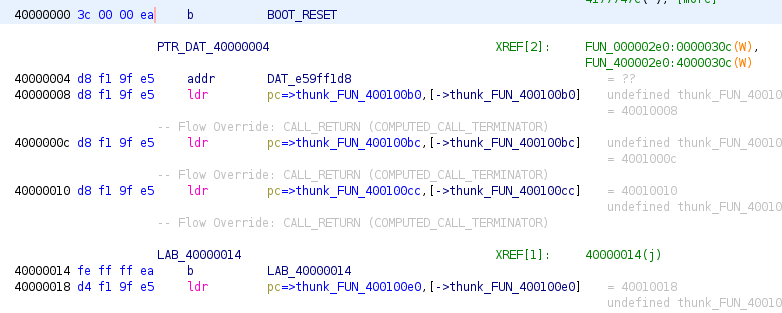 40000000 3c 00 00 ea b BOOT_RESET
PTR_DAT_40000004 XREF[2]: FUN_000002e0:0000030c(W),
FUN_400002e0:4000030c(W)
40000004 d8 f1 9f e5 addr DAT_e59ff1d8 = ??
40000008 d8 f1 9f e5 ldr pc=>thunk_FUN_400100b0,[->thunk_FUN_400100b0] undefined thunk_FUN_40010
= 40010008
-- Flow Override: CALL_RETURN (COMPUTED_CALL_TERMINATOR)
4000000c d8 f1 9f e5 ldr pc=>thunk_FUN_400100bc,[->thunk_FUN_400100bc] undefined thunk_FUN_40010
= 4001000c
-- Flow Override: CALL_RETURN (COMPUTED_CALL_TERMINATOR)
40000010 d8 f1 9f e5 ldr pc=>thunk_FUN_400100cc,[->thunk_FUN_400100cc] = 40010010
undefined thunk_FUN_40010
-- Flow Override: CALL_RETURN (COMPUTED_CALL_TERMINATOR)
LAB_40000014 XREF[1]: 40000014(j)
40000014 fe ff ff ea b LAB_40000014
40000018 d4 f1 9f e5 ldr pc=>thunk_FUN_400100e0,[->thunk_FUN_400100e0] = 40010018
undefined thunk_FUN_40010